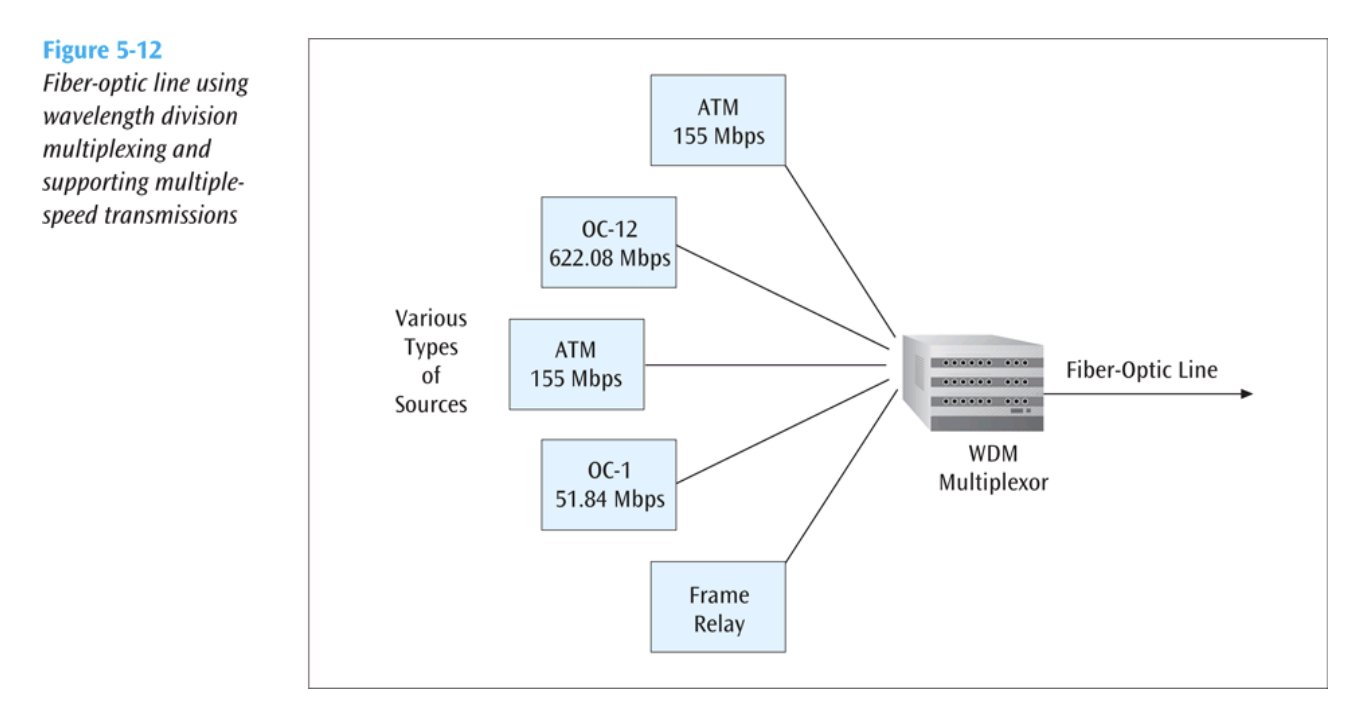 Figure 5-12
Fiber-optic line using
wavelength division
multiplexing and
supporting multiple-
speed transmissions
ATM
155 Mbps
OC-12
622.08 Mbps
Various
Types
of
Sources
ATM
155 Mbps
OC-1
51.84 Mbps
Frame
Relay
Fiber-Optic Line
WDM
Multiplexor